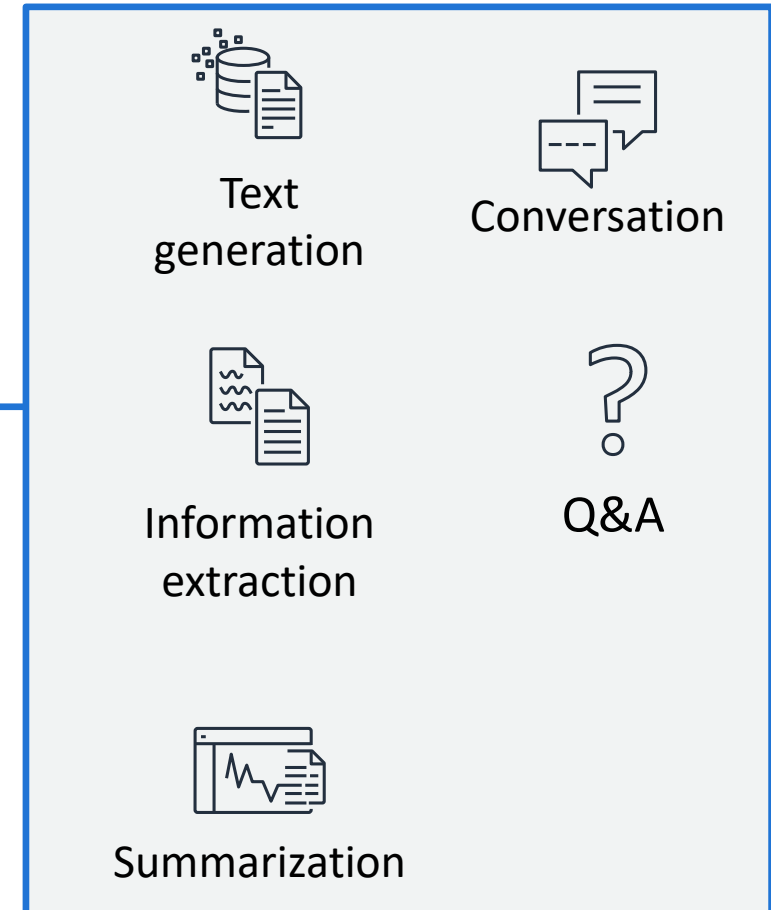 Text
generation
Conversation
Information
extraction
Q&A
Summarization